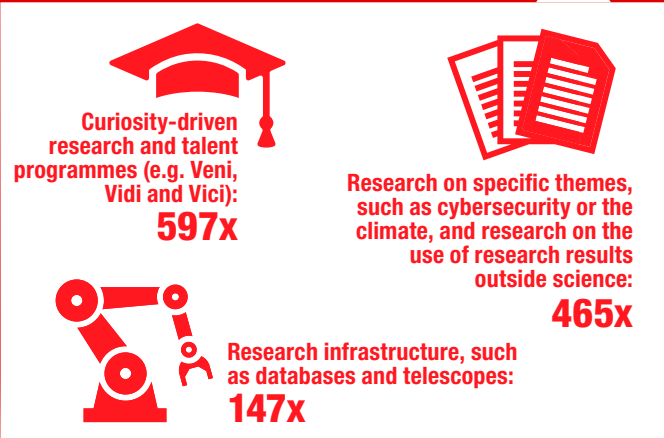 Curiosity-driven
research and talent
programmes (e.g. Veni,
Vidi and Vici):
597x
Research on specific themes,
such as cybersecurity or the
climate, and research on the
use of research results
outside science:
465x
Research infrastructure, such
as databases and telescopes:
147x